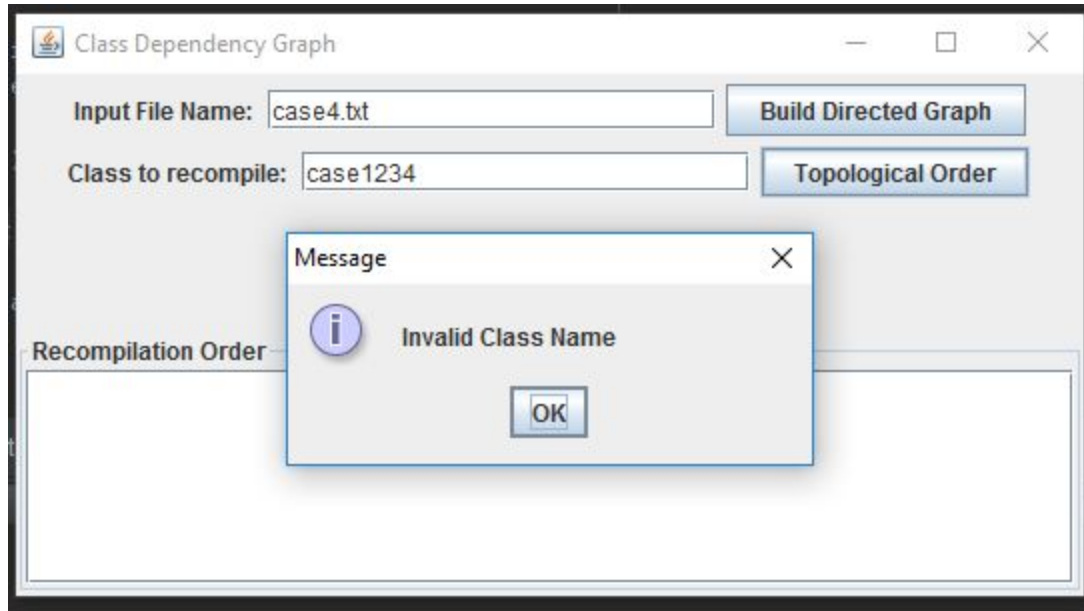 Class Dependency Graph
Input File Name: case4.txt Build Directed Graph
Class to recompile: case1234 Topological Order
Message
i Invalid Class Name
Recompilation Order
OK